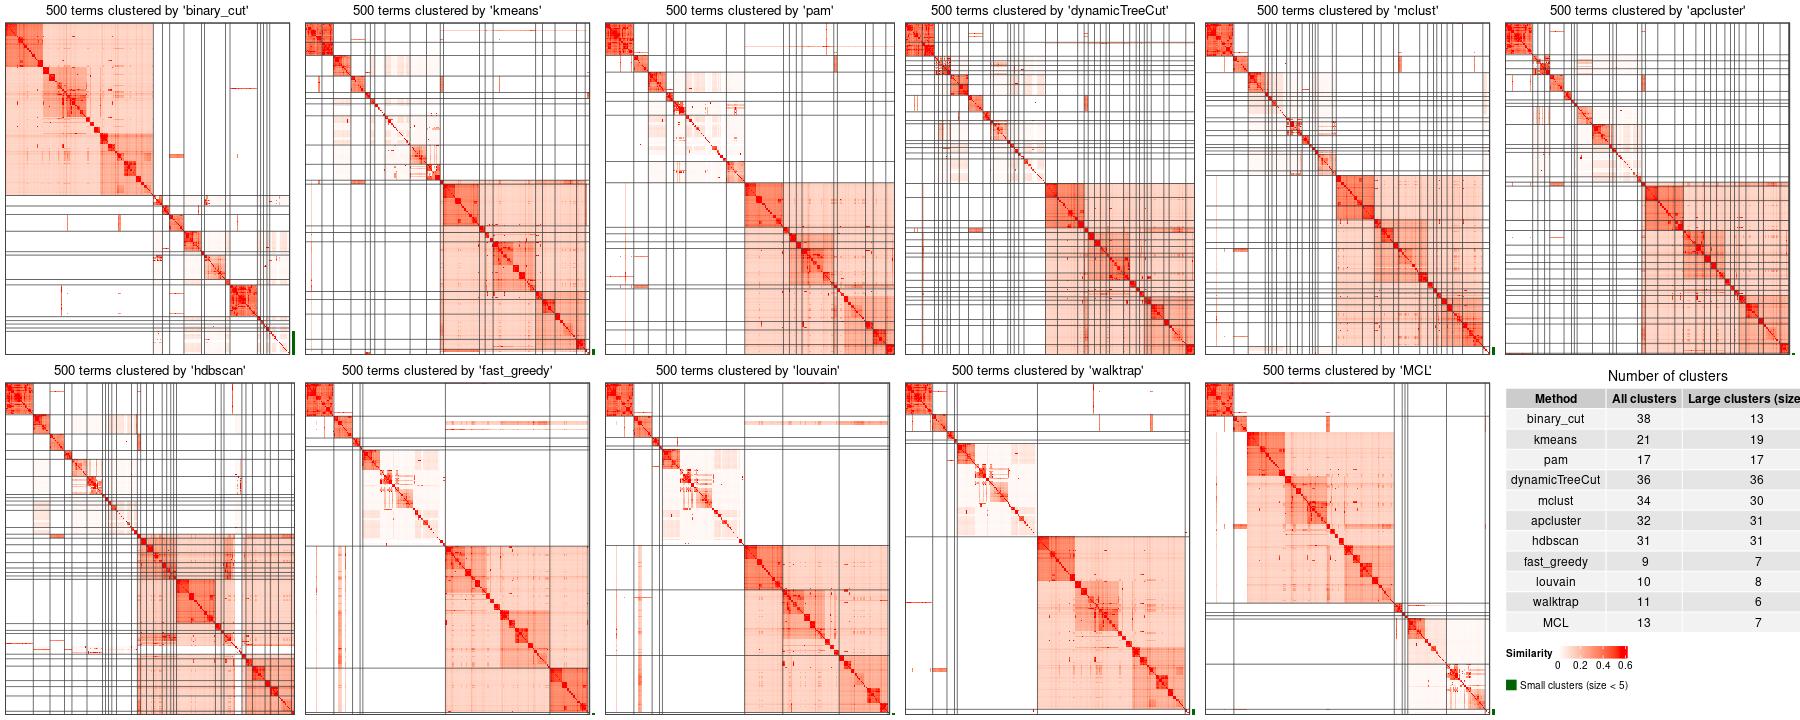 500 terms clustered by 'binary_cut'
500 terms clustered by 'kmeans'
500 terms clustered by 'pam'
500 terms clustered by 'dynamicTreeCut'
500 terms clustered by 'mclust'
500 terms clustered by 'apcluster'
500 terms clustered by 'hdbscan'
500 terms clustered by 'fast_greedy'
500 terms clustered by 'louvain'
500 terms clustered by 'walktrap'
500 terms clustered by 'MCL'
Number of clusters
Method All clusters Large clusters (size
binary_cut 38 13
kmeans 21 19
pam 17 17
dynamicTreeCut 36 36
mclust 34 30
apcluster 32 31
hdbscan 31 31
fast_greedy 9 7
louvain 10 8
walktrap 11 6
MCL 13 7
Similarity
0 0.2 0.4 0.6
Small clusters (size < 5)